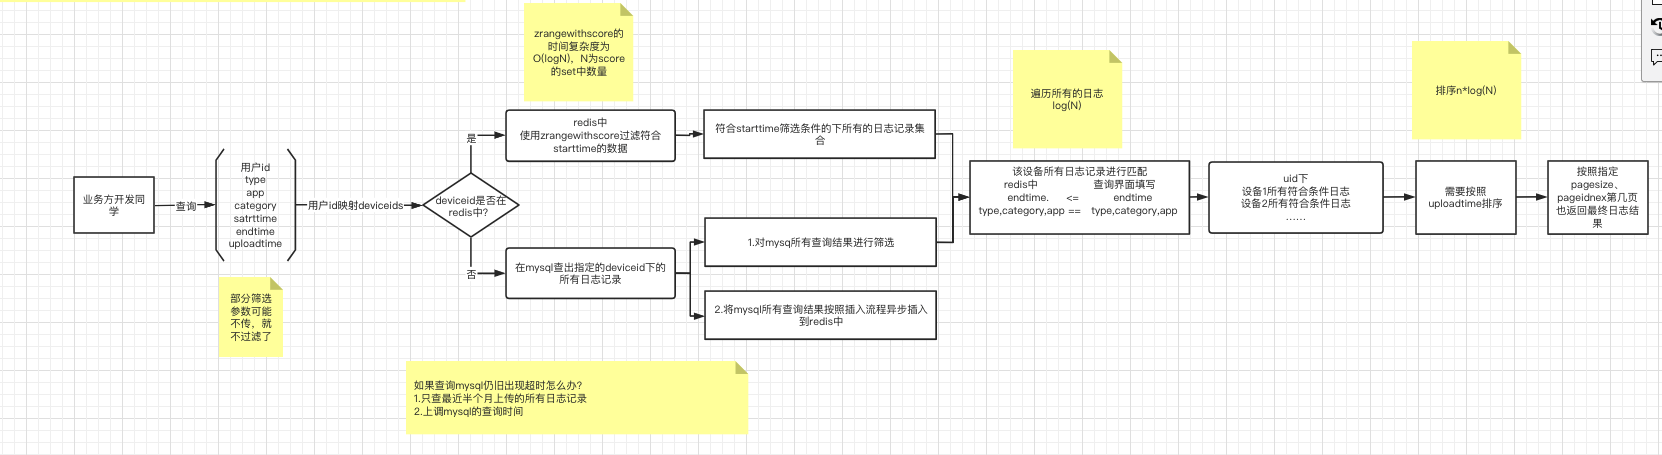 zrangewithscore的
时间复杂度为
O(logN)，N为score
的set中数量
遍历所有的日志
log(N)
排序n*log(N)
业务方开发同
学
查询
用户id
type
app
category
satrttime
endtime
uploadtime
部分筛选
参数可能
不传，就
不过滤了
用户id映射deviceids
deviceid是否在
redis中?
是
否
redis中
使用zrangewithscore过滤符合
starttime的数据
符合starttime筛选条件的下所有的日志记录集
合
在mysql查出指定的deviceid下的
所有日志记录
1.对mysq所有查询结果进行筛选
2.将mysql所有查询结果按照插入流程异步插入
到redis中
该设备所有日志记录进行匹配
redis中 查询界面填写
endtime. <= endtime
type,category,app == type,category,app
uid下
设备1所有符合条件日志
设备2所有符合条件日志
……
需要按照
uploadtime排序
按照指定
pagesize、
pageidnex第几页
也返回最终日志结
果
如果查询mysql仍旧出现超时怎么办?
1.只查最近半个月上传的所有日志记录
2.上调mysql的查询时间